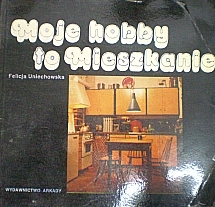 Moje hobby
to Mieszkanie
Felicja Uniechowska
WYDAWNICTWO ARKADY